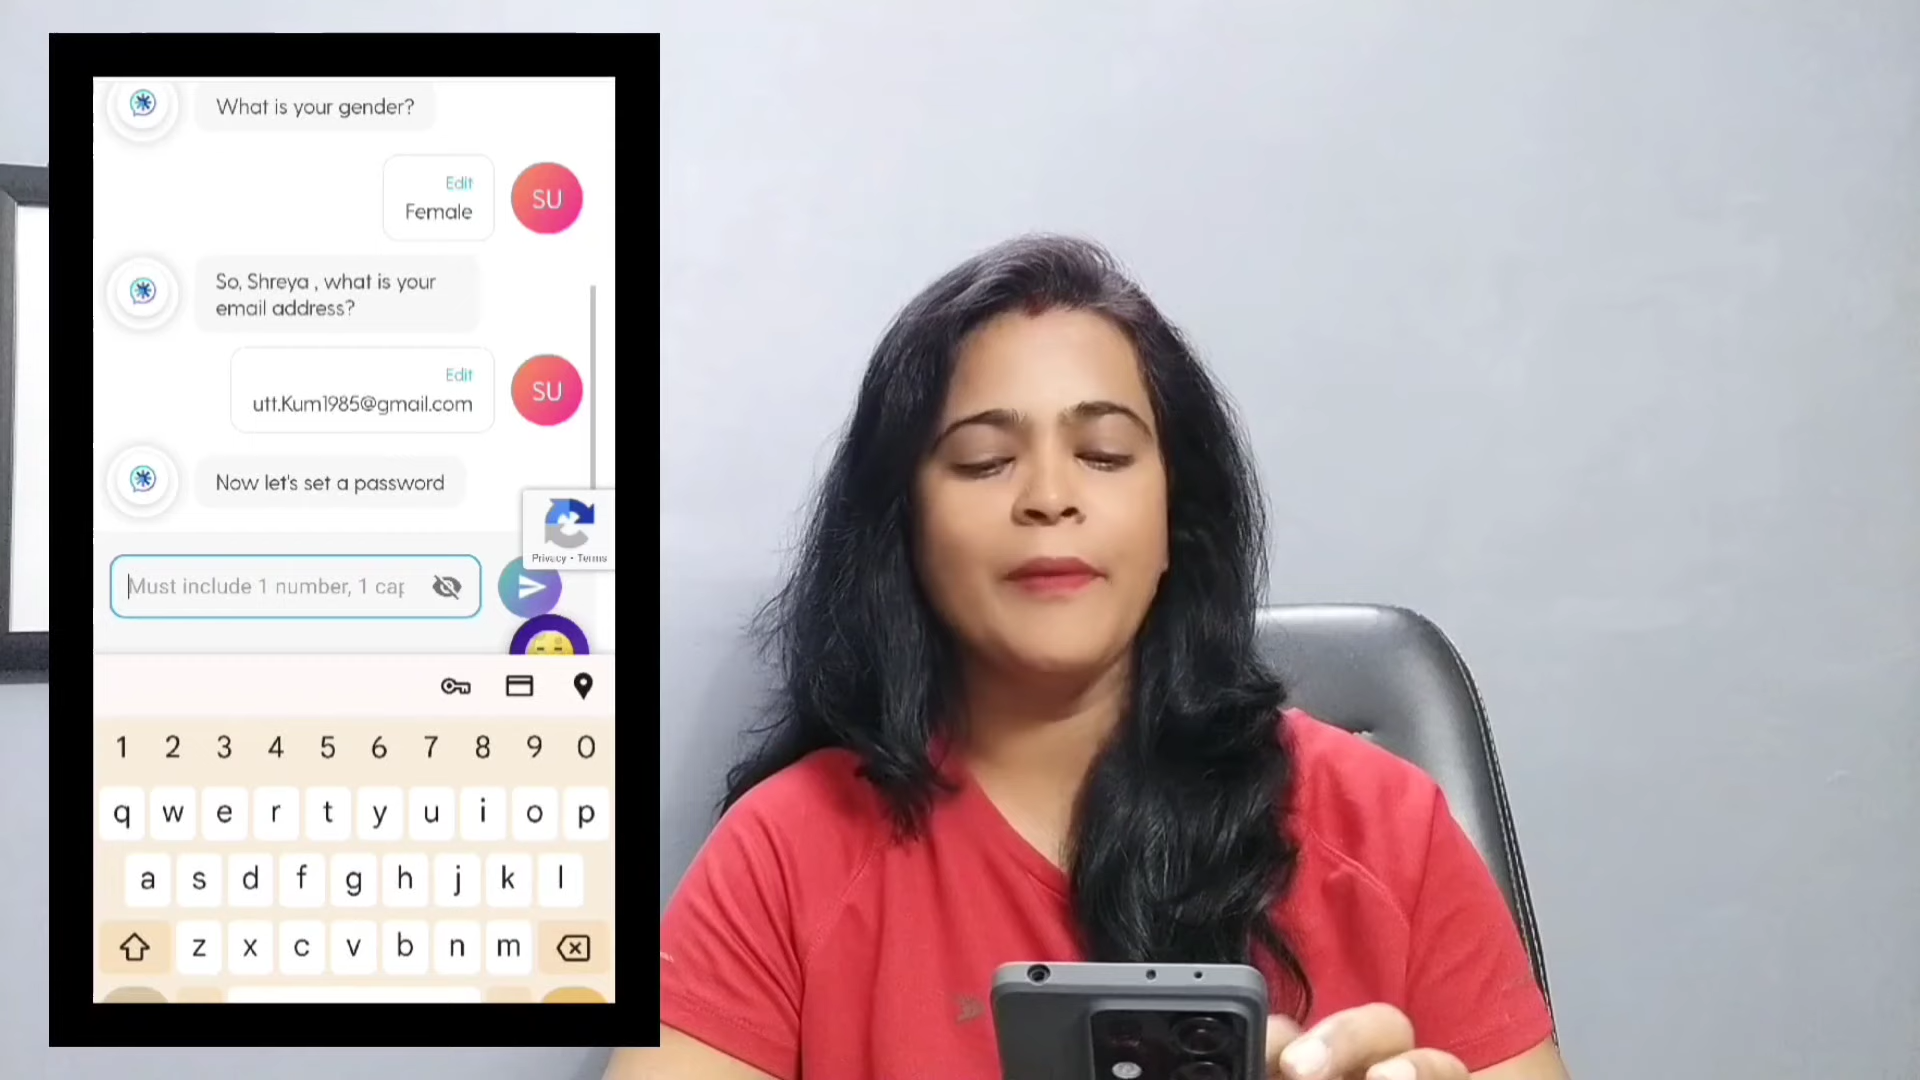 What is your gender?
Edit
Female
SU
So, Shreya , what is your
email address?
Edit
utt.Kum1985@gmail.com
SU
Now let's set a password
Privacy - Terms
Must include 1 number, 1 cap
1 2 3 4 5 6 7 8 9 0
q w e r t y u i o p
a s d f g h j k l
z x c v b n m